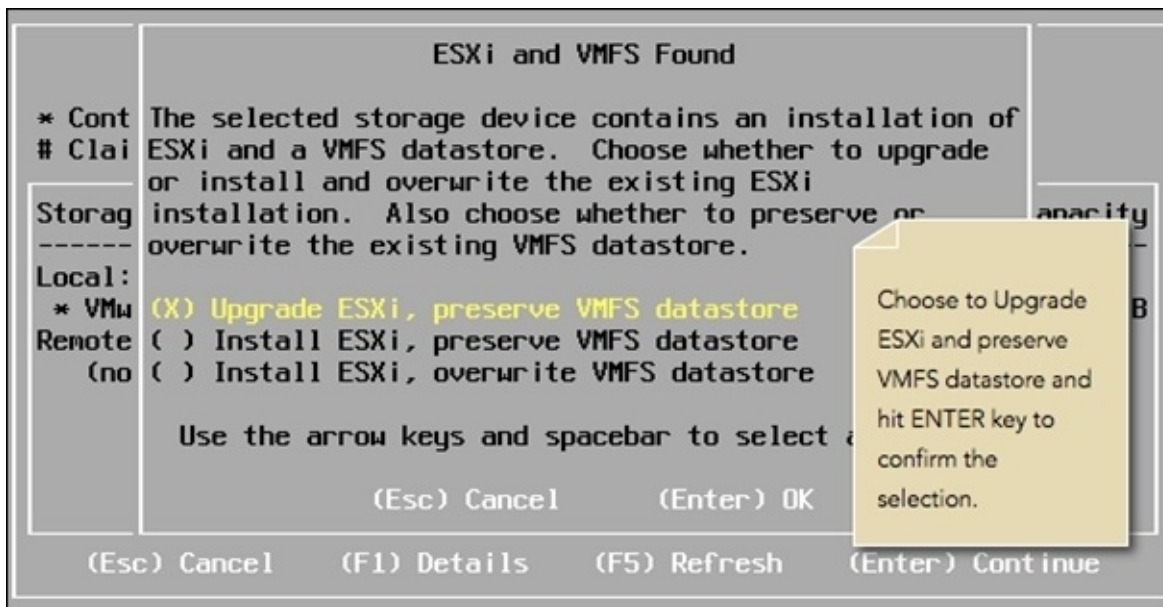 ESXi and VMFS Found
* Cont
# Clai
The selected storage device contains an installation of
ESXi and a VMFS datastore. Choose whether to upgrade
or install and overwrite the existing ESXi
installation. Also choose whether to preserve or
overwrite the existing VMFS datastore.
Storag
apacity
Local:
* VMw
B
Remote
(no
(X) Upgrade ESXi, preserve VMFS datastore
( ) Install ESXi, preserve VMFS datastore
( ) Install ESXi, overwrite VMFS datastore
Use the arrow keys and spacebar to select
(Esc) Cancel (Enter) OK
Choose to Upgrade
ESXi and preserve
VMFS datastore and
hit ENTER key to
confirm the
selection.
(Esc) Cancel (F1) Details (F5) Refresh (Enter) Continue